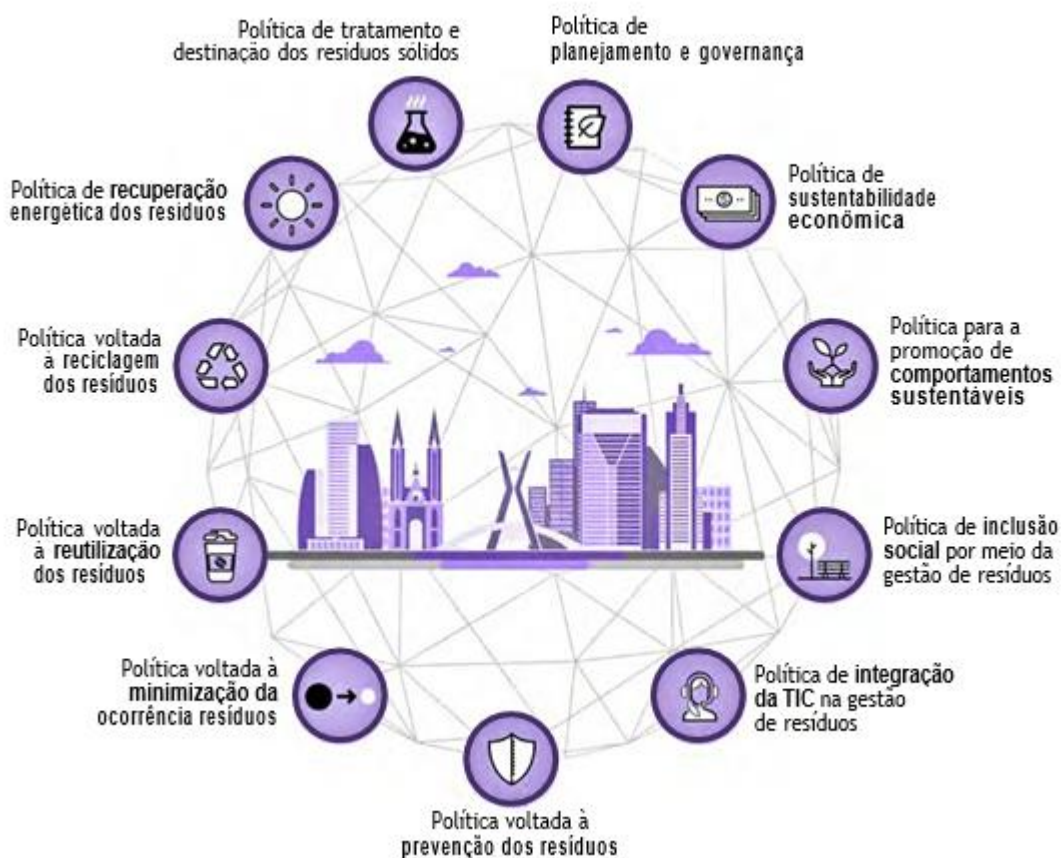 Política de tratamento e
destinação dos resíduos sólidos
Política de
planejamento e governança
Política de recuperação
energética dos resíduos
Política de
sustentabilidade
econômica
Política voltada
à reciclagem
dos resíduos
Política para a
promoção de
comportamentos
sustentáveis
Política voltada
à reutilização
dos resíduos
Política de inclusão
social por meio da
gestão de resíduos
Política voltada à
minimização da
ocorrência resíduos
Política de integração
da TIC na gestão
de resíduos
Política voltada à
prevenção dos resíduos